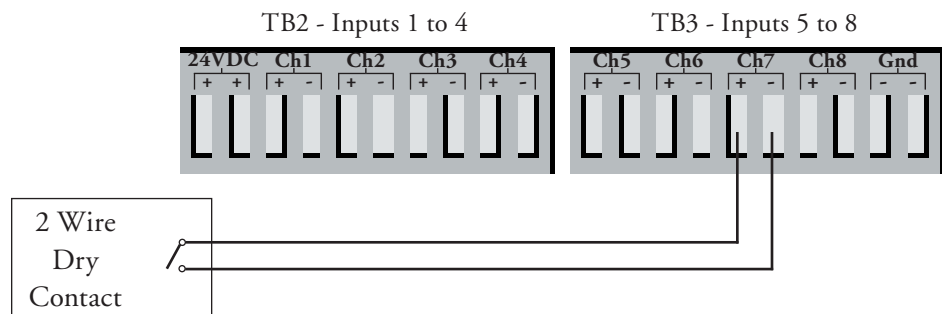 TB2 - Inputs 1 to 4
TB3 - Inputs 5 to 8
24VDC Ch1 Ch2 Ch3 Ch4
+ + + - + - + - + -
Ch5 Ch6 Ch7 Ch8 Gnd
+ - + - + - + - - -
2 Wire
Dry
Contact